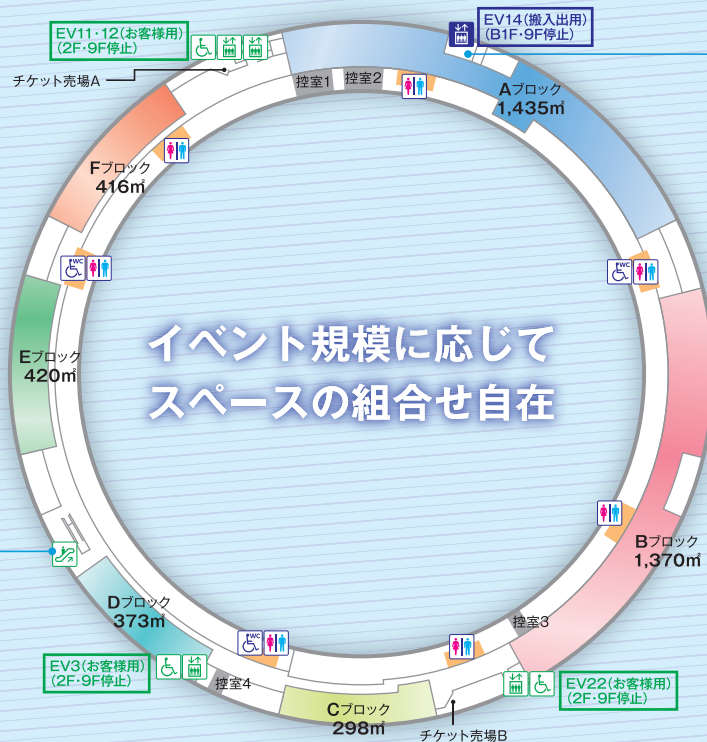 EV11・12(お客様用)
(2F・9F停止)
EV14(搬入出用)
(B1F・9F停止)
チケット売場A
控室1
控室2
Aブロック
1,435㎡
Fブロック
416㎡
WC
WC
イベント規模に応じて
スペースの組合せ自在
Eブロック
420㎡
Bブロック
1,370㎡
Dブロック
373㎡
控室3
WC
EV3(お客様用)
(2F・9F停止)
控室4
EV22(お客様用)
(2F・9F停止)
Cブロック
298㎡
チケット売場B